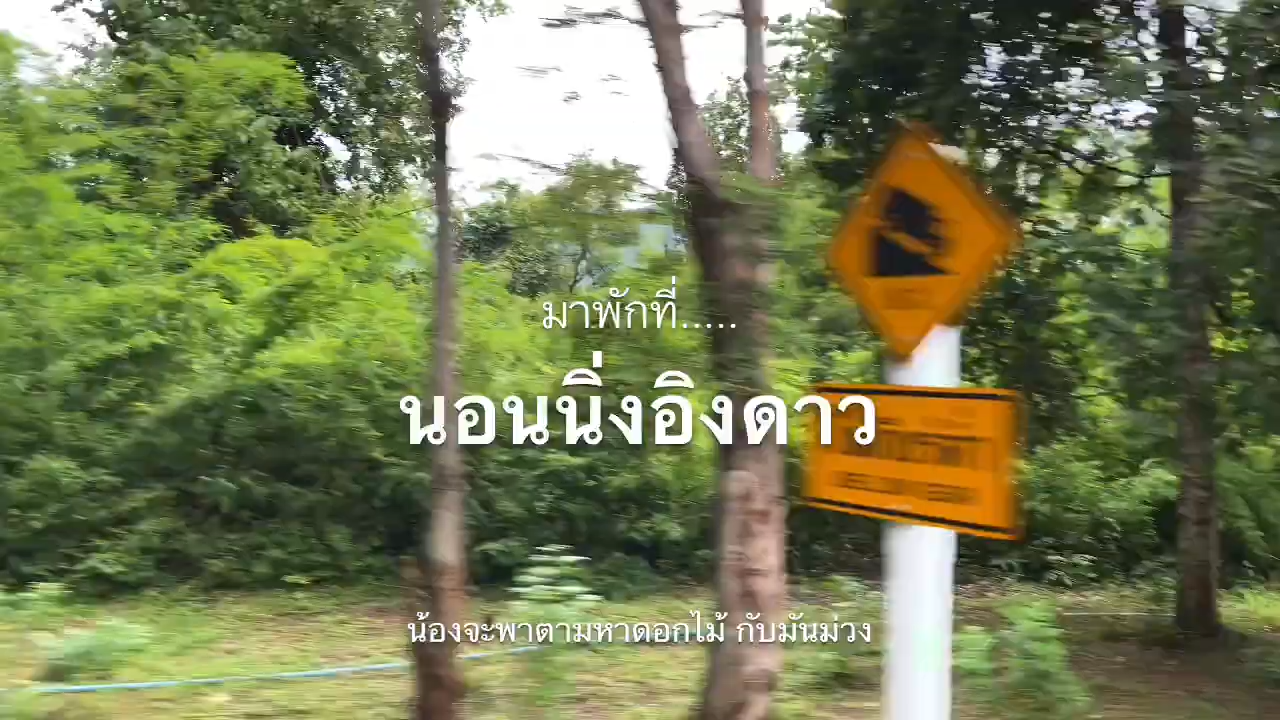 มาพักที่.....
นอนนิ่งอิงดาว
น้องจะพาตามหาดอกไม้ กับมันม่วง